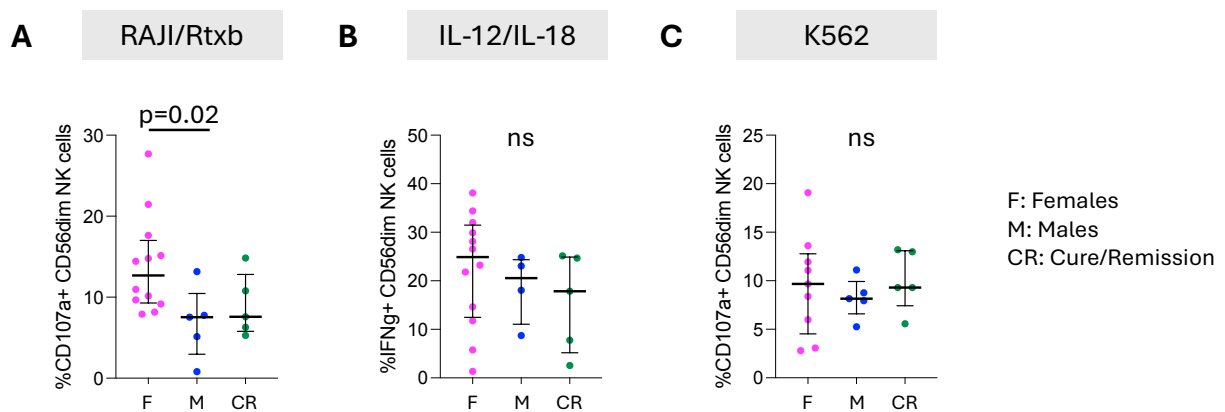 A
RAJI/Rtxb
p=0.02
%CD107a+ CD56dim NK cells
30
20
10
0
F
M
CR
B
IL-12/IL-18
ns
%IFNg+ CD56dim NK cells
50
40
30
20
10
0
F
M
CR
C
K562
ns
%CD107a+ CD56dim NK cells
25
20
15
10
5
0
F
M
CR
F: Females
M: Males
CR: Cure/Remission